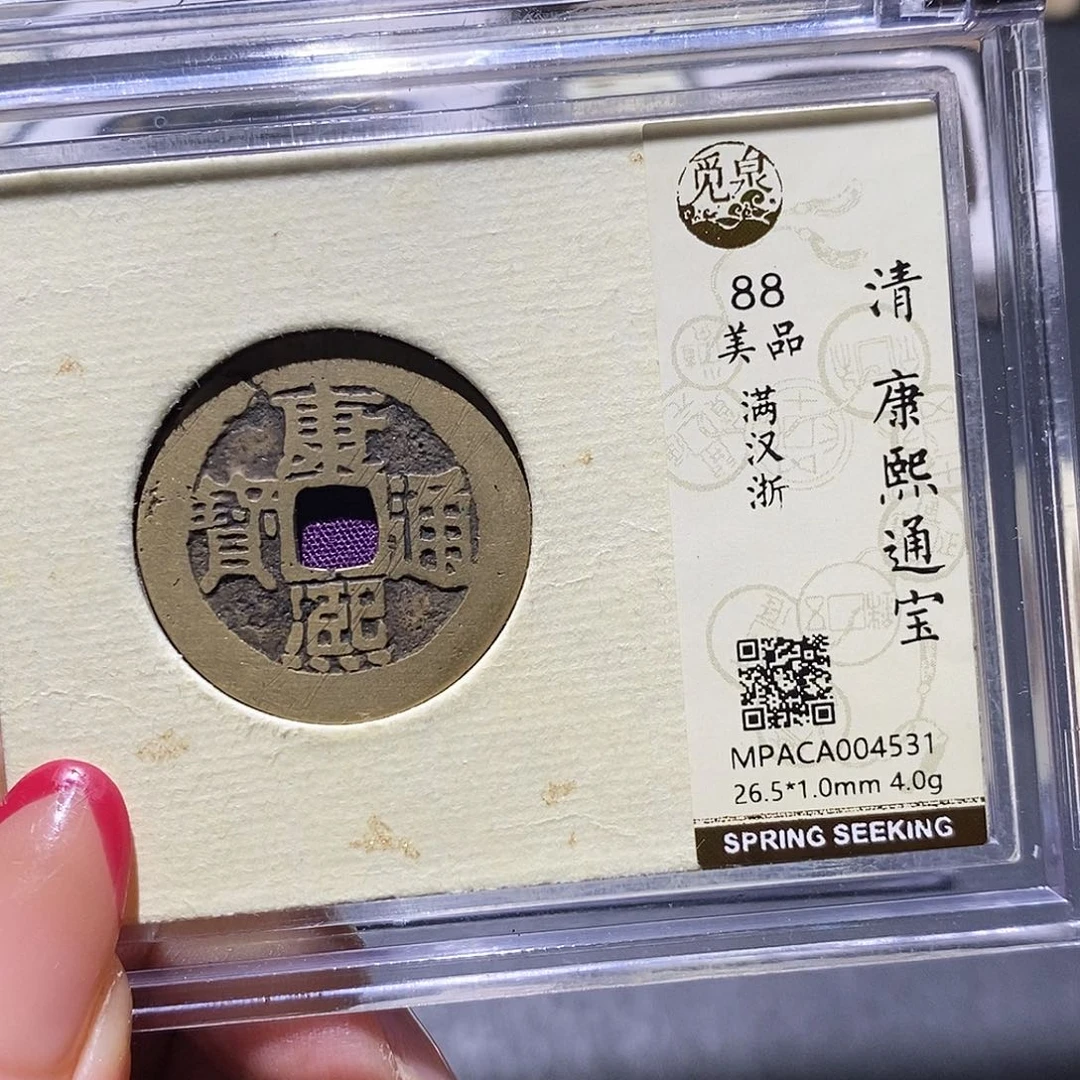 康熙通寳
觅泉
88
美品
满汉浙
清 康熙通宝
MPACA004531
26.5*1.0mm 4.0g
SPRING SEEKING